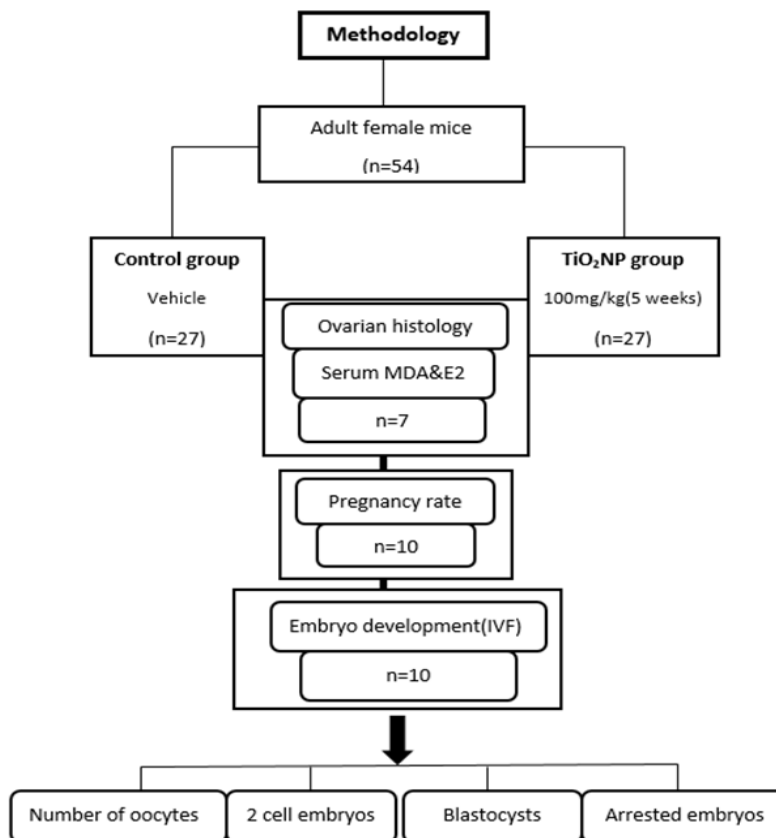 Methodology
Adult female mice
(n=54)
Control group
Vehicle
(n=27)
TiO₂NP group
100mg/kg(5 weeks)
(n=27)
Ovarian histology
Serum MDA&E2
n=7
Pregnancy rate
n=10
Embryo development(IVF)
n=10
Number of oocytes
2 cell embryos
Blastocysts
Arrested embryos